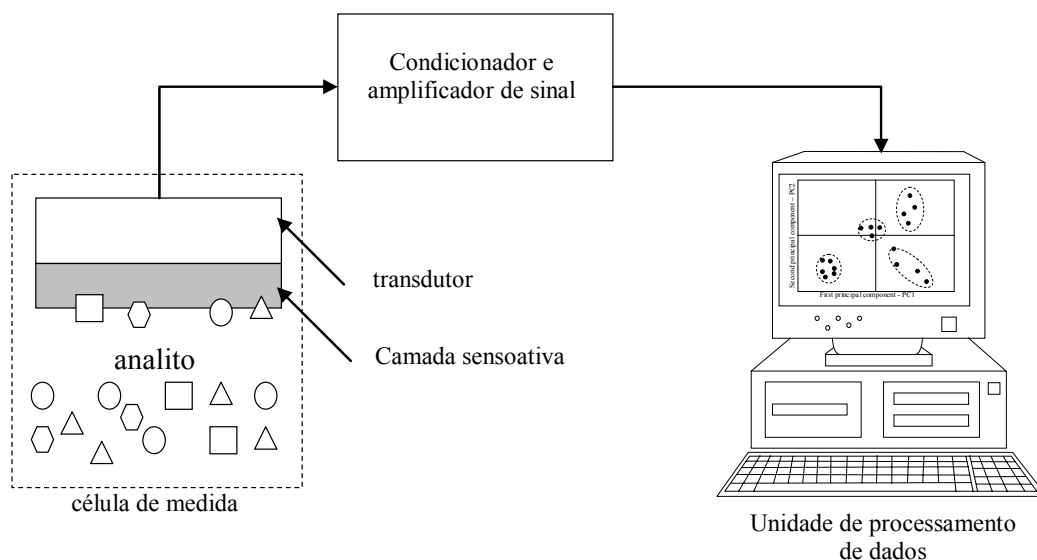 Condicionador e
amplificador de sinal
Second principal component – PC2
First principal component - PC1
transdutor
Camada sensoativa
analito
célula de medida
Unidade de processamento
de dados